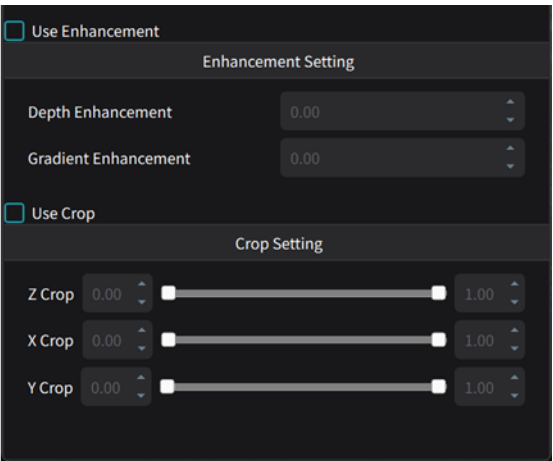 Use Enhancement
Enhancement Setting
Depth Enhancement 0.00
Gradient Enhancement 0.00
Use Crop
Crop Setting
Z Crop 0.00 1.00
X Crop 0.00 1.00
Y Crop 0.00 1.00